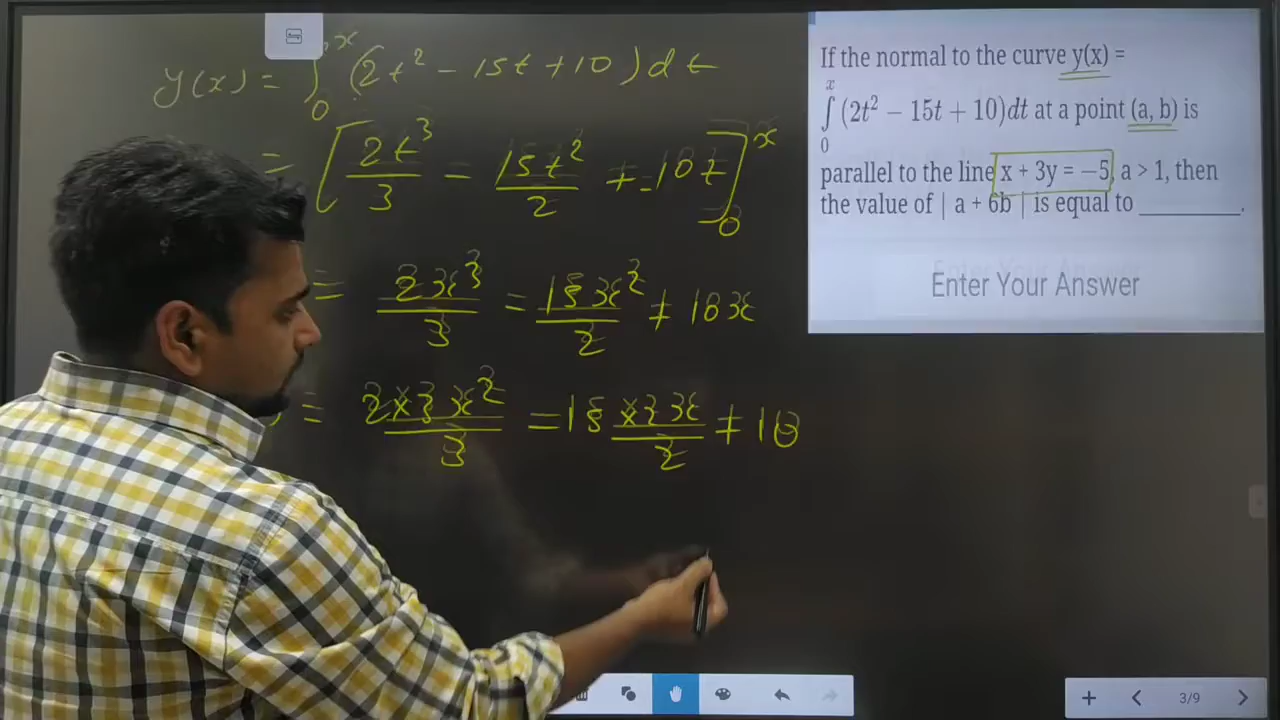 y(x) = ∫₀ˣ (2t² − 15t + 10) dt
= [2t³/3 − 15t²/2 + 10t]₀ˣ
= 2x³/3 − 15x²/2 + 10x
= 2×3x²/3 − 15×2x/2 + 10
If the normal to the curve y(x) =
∫₀ˣ (2t² − 15t + 10)dt at a point (a, b) is
parallel to the line x + 3y = −5, a > 1, then
the value of | a + 6b | is equal to ________.
Enter Your Answer
3/9